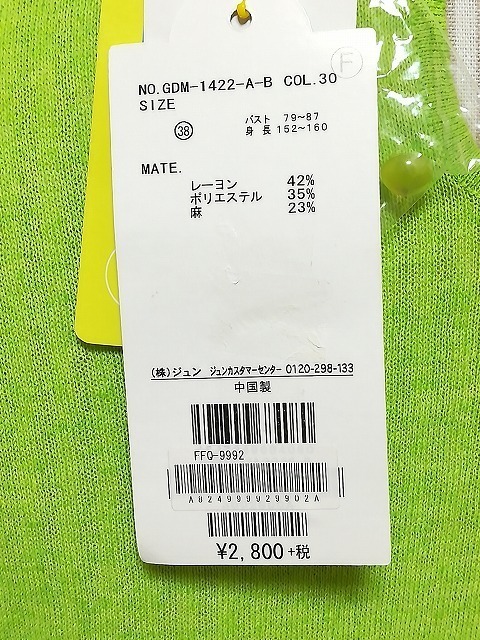 F
NO.GDM-1422-A-B COL.30
SIZE
38 バスト 79~87
身長 152~160
MATE.
レーヨン 42%
ポリエステル 35%
麻 23%
(株)ジュン ジュンカスタマーセンター 0120-298-133
中国製
FFQ-9992
A824999929902A
¥2,800+税